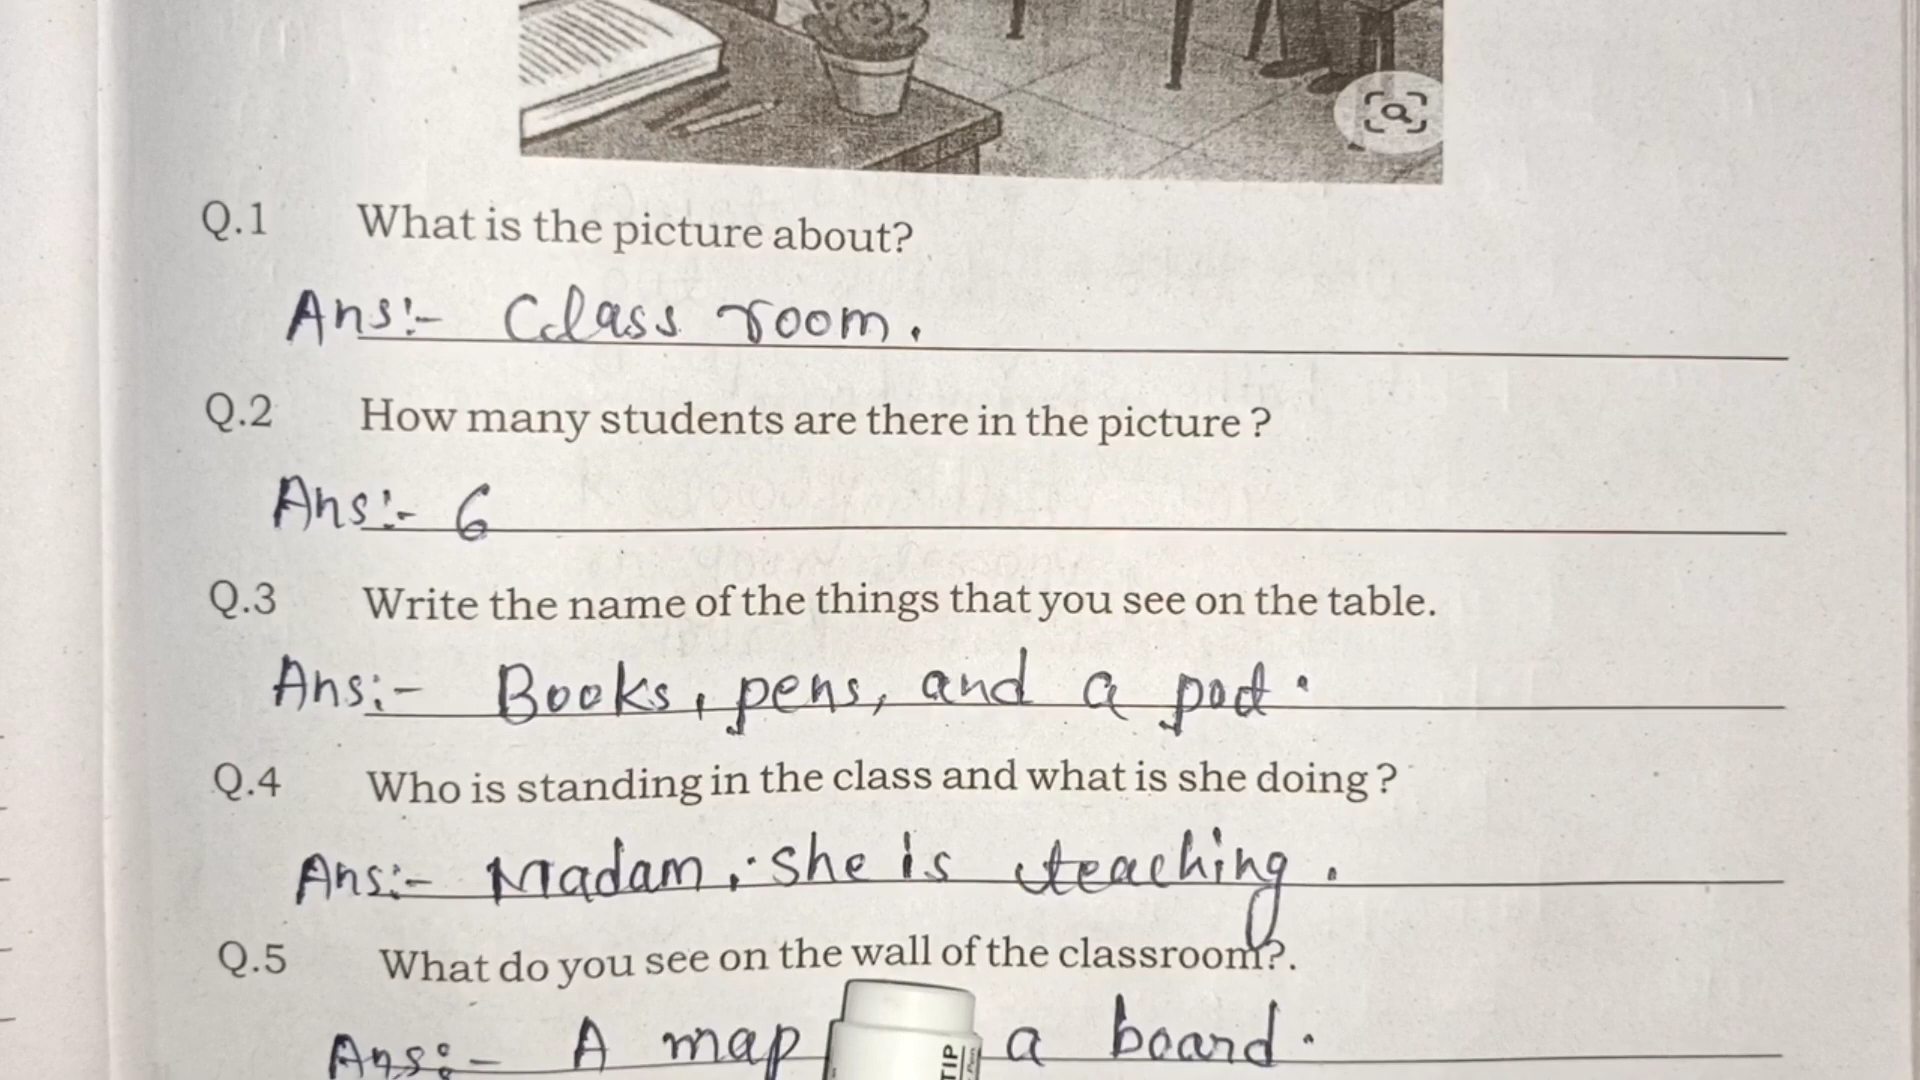 Q.1 What is the picture about?
Ans:- Class room.
Q.2 How many students are there in the picture ?
Ans:- 6
Q.3 Write the name of the things that you see on the table.
Ans:- Books, pens, and a pot.
Q.4 Who is standing in the class and what is she doing ?
Ans:- Madam, she is teaching.
Q.5 What do you see on the wall of the classroom?.
Ans:- A map a board.
TIP